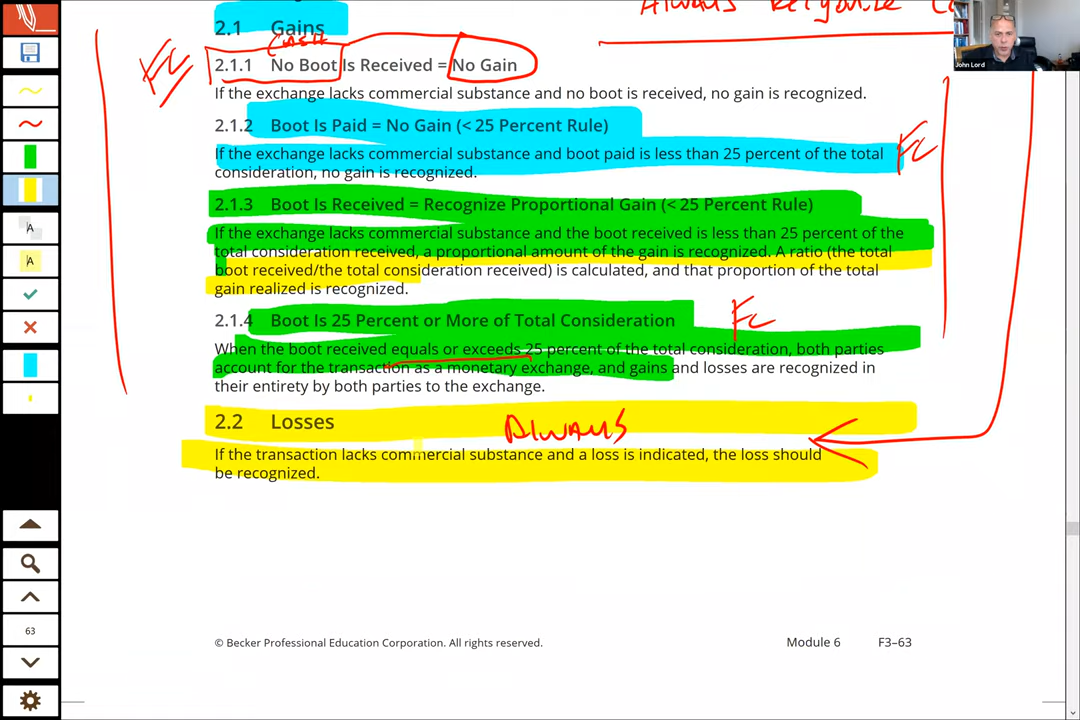 Always Recognize
2.1 Gains
CASH
FC
2.1.1 No Boot Is Received = No Gain
If the exchange lacks commercial substance and no boot is received, no gain is recognized.
2.1.2 Boot Is Paid = No Gain (< 25 Percent Rule)
If the exchange lacks commercial substance and boot paid is less than 25 percent of the total
consideration, no gain is recognized.
FC
2.1.3 Boot Is Received = Recognize Proportional Gain (< 25 Percent Rule)
If the exchange lacks commercial substance and the boot received is less than 25 percent of the
total consideration received, a proportional amount of the gain is recognized. A ratio (the total
boot received/the total consideration received) is calculated, and that proportion of the total
gain realized is recognized.
2.1.4 Boot Is 25 Percent or More of Total Consideration
FC
When the boot received equals or exceeds 25 percent of the total consideration, both parties
account for the transaction as a monetary exchange, and gains and losses are recognized in
their entirety by both parties to the exchange.
2.2 Losses
ALWAYS
If the transaction lacks commercial substance and a loss is indicated, the loss should
be recognized.
© Becker Professional Education Corporation. All rights reserved.
Module 6 F3–63
John Lord
A
A
63